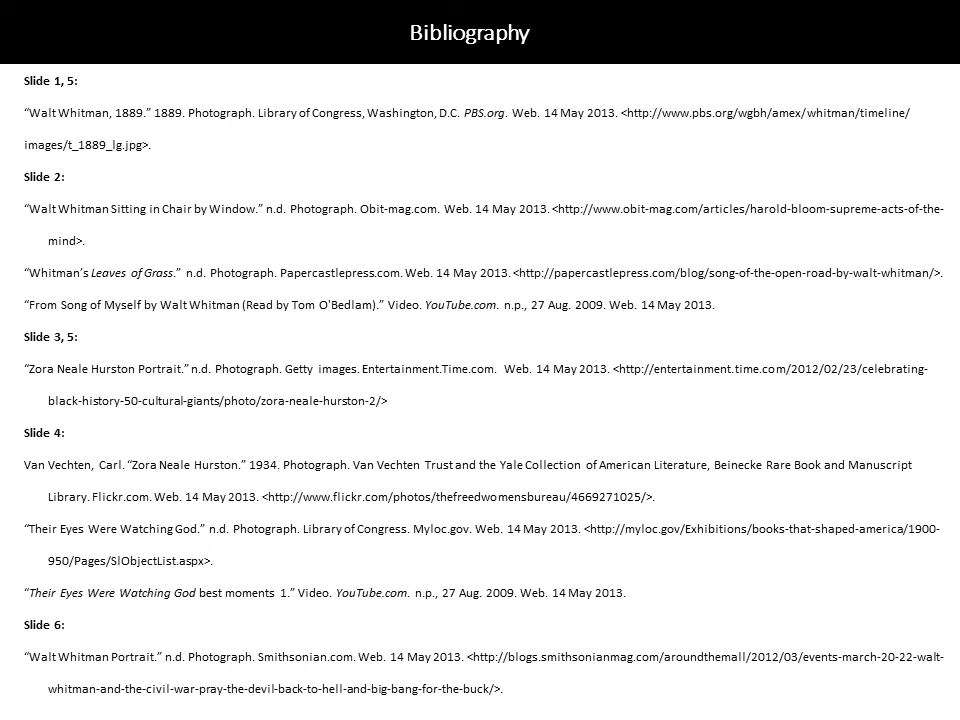 Bibliography
Slide 1, 5:
“Walt Whitman, 1889.” 1889. Photograph. Library of Congress, Washington, D.C. PBS.org. Web. 14 May 2013. <http://www.pbs.org/wgbh/amex/whitman/timeline/
images/t_1889_lg.jpg>.
Slide 2:
“Walt Whitman Sitting in Chair by Window.” n.d. Photograph. Obit-mag.com. Web. 14 May 2013. <http://www.obit-mag.com/articles/harold-bloom-supreme-acts-of-the-
mind>.
“Whitman’s Leaves of Grass.” n.d. Photograph. Papercastlepress.com. Web. 14 May 2013. <http://papercastlepress.com/blog/song-of-the-open-road-by-walt-whitman/>.
“From Song of Myself by Walt Whitman (Read by Tom O'Bedlam).” Video. YouTube.com. n.p., 27 Aug. 2009. Web. 14 May 2013.
Slide 3, 5:
“Zora Neale Hurston Portrait.” n.d. Photograph. Getty images. Entertainment.Time.com. Web. 14 May 2013. <http://entertainment.time.com/2012/02/23/celebrating-
black-history-50-cultural-giants/photo/zora-neale-hurston-2/>
Slide 4:
Van Vechten, Carl. “Zora Neale Hurston.” 1934. Photograph. Van Vechten Trust and the Yale Collection of American Literature, Beinecke Rare Book and Manuscript
Library. Flickr.com. Web. 14 May 2013. <http://www.flickr.com/photos/thefreedwomensbureau/4669271025/>.
“Their Eyes Were Watching God.” n.d. Photograph. Library of Congress. Myloc.gov. Web. 14 May 2013. <http://myloc.gov/Exhibitions/books-that-shaped-america/1900-
950/Pages/SlObjectList.aspx>.
“Their Eyes Were Watching God best moments 1.” Video. YouTube.com. n.p., 27 Aug. 2009. Web. 14 May 2013.
Slide 6:
“Walt Whitman Portrait.” n.d. Photograph. Smithsonian.com. Web. 14 May 2013. <http://blogs.smithsonianmag.com/aroundthemall/2012/03/events-march-20-22-walt-
whitman-and-the-civil-war-pray-the-devil-back-to-hell-and-big-bang-for-the-buck/>.